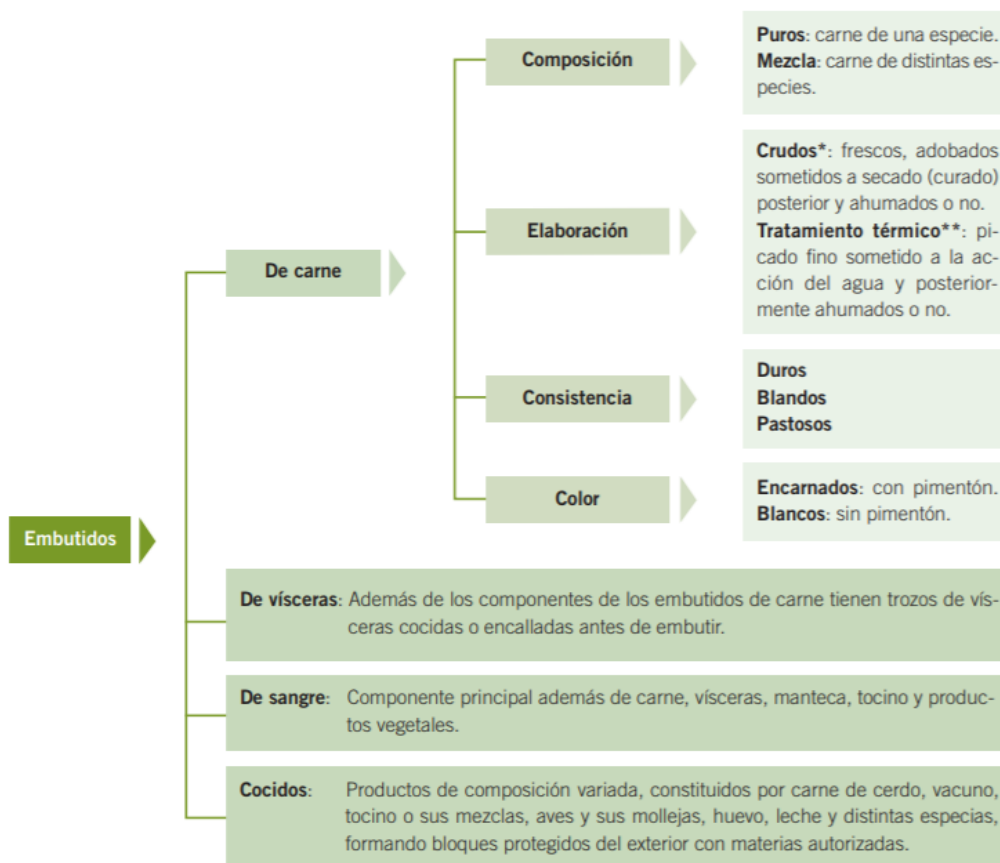 Composición
Puros: carne de una especie.
Mezcla: carne de distintas es-
pecies.
Elaboración
Crudos*: frescos, adobados
sometidos a secado (curado)
posterior y ahumados o no.
Tratamiento térmico**: pi-
cado fino sometido a la ac-
ción del agua y posterior-
mente ahumados o no.
De carne
Consistencia
Duros
Blandos
Pastosos
Color
Encarnados: con pimentón.
Blancos: sin pimentón.
Embutidos
De vísceras: Además de los componentes de los embutidos de carne tienen trozos de vís-
ceras cocidas o encalladas antes de embutir.
De sangre: Componente principal además de carne, vísceras, manteca, tocino y produc-
tos vegetales.
Cocidos: Productos de composición variada, constituidos por carne de cerdo, vacuno,
tocino o sus mezclas, aves y sus mollejas, huevo, leche y distintas especias,
formando bloques protegidos del exterior con materias autorizadas.